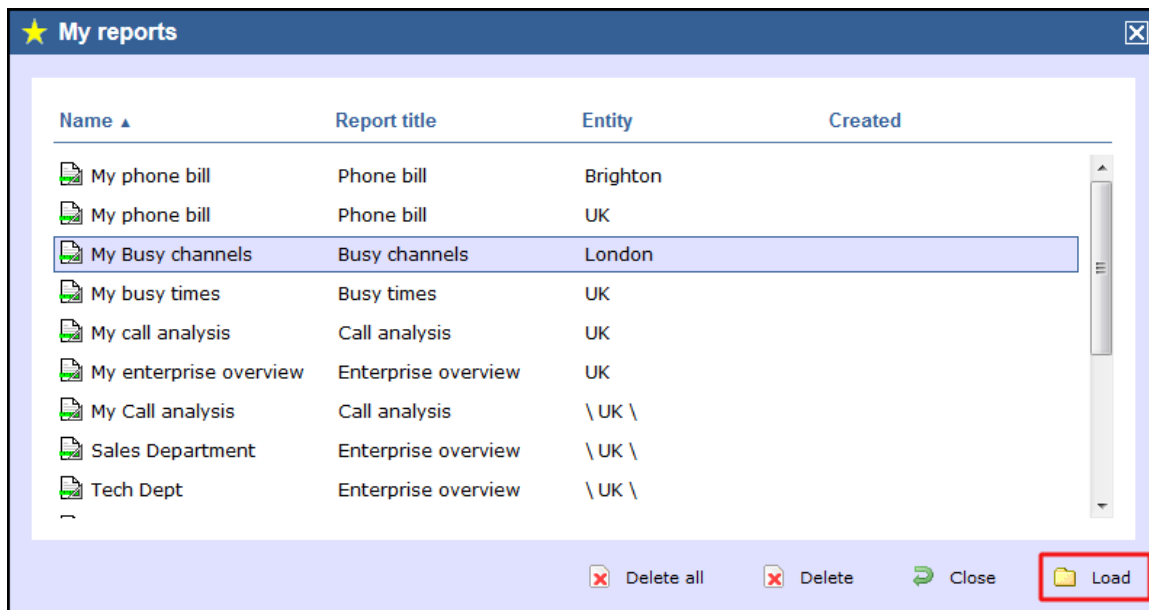 My reports
Name ▲ Report title Entity Created
My phone bill Phone bill Brighton
My phone bill Phone bill UK
My Busy channels Busy channels London
My busy times Busy times UK
My call analysis Call analysis UK
My enterprise overview Enterprise overview UK
My Call analysis Call analysis \ UK \
Sales Department Enterprise overview \ UK \
Tech Dept Enterprise overview \ UK \
Delete all Delete Close Load